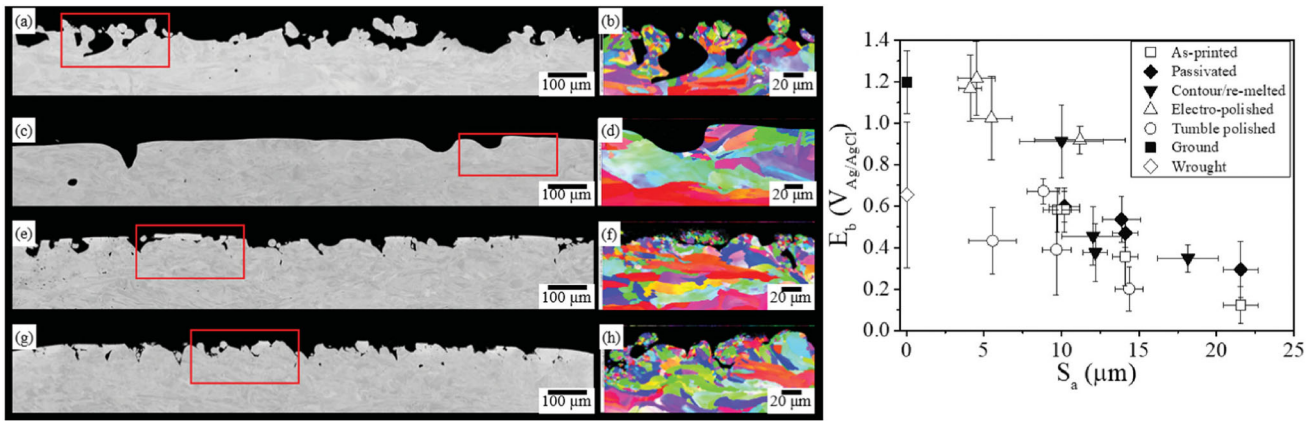 (a)
100 µm
(b)
20 µm
(c)
100 µm
(d)
20 µm
(e)
100 µm
(f)
20 µm
(g)
100 µm
(h)
20 µm
1.4
1.2
1.0
0.8
0.6
0.4
0.2
0.0
E_b (V_Ag/AgCl)
As-printed
Passivated
Contour/re-melted
Electro-polished
Tumble polished
Ground
Wrought
0 5 10 15 20 25
S_a (µm)